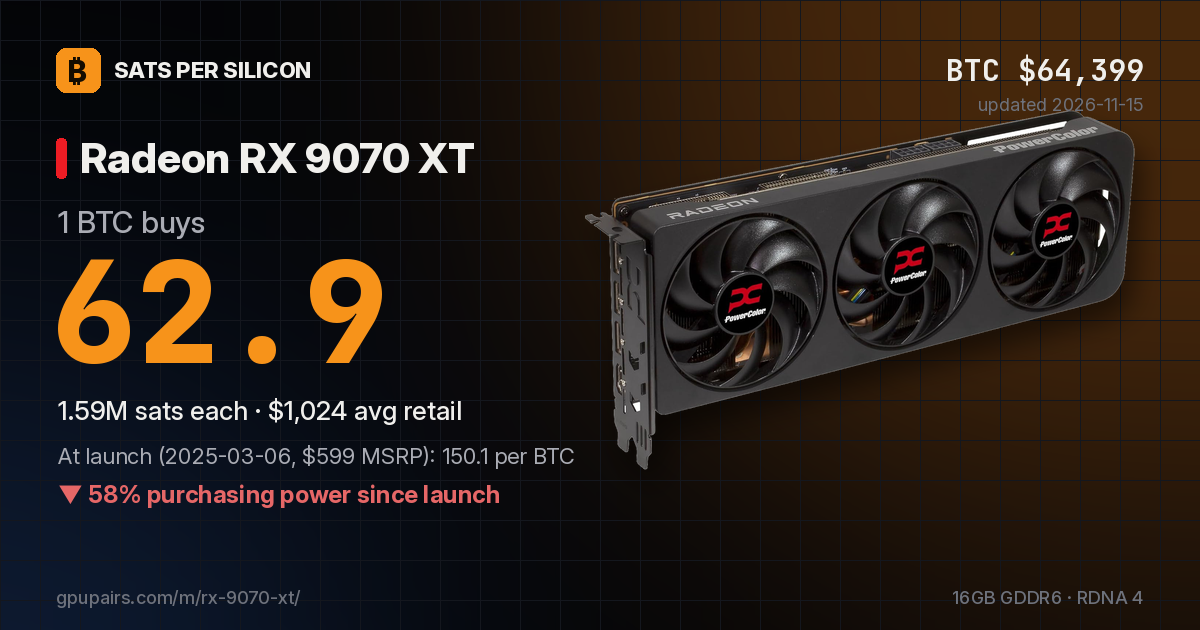 SATS PER SILICON
BTC $64,399
updated 2026-11-15
Radeon RX 9070 XT
1 BTC buys
62.9
1.59M sats each · $1,024 avg retail
At launch (2025-03-06, $599 MSRP): 150.1 per BTC
▼ 58% purchasing power since launch
RADEON
PowerColor
PowerColor
PowerColor
PowerColor
gpupairs.com/m/rx-9070-xt/
16GB GDDR6 · RDNA 4